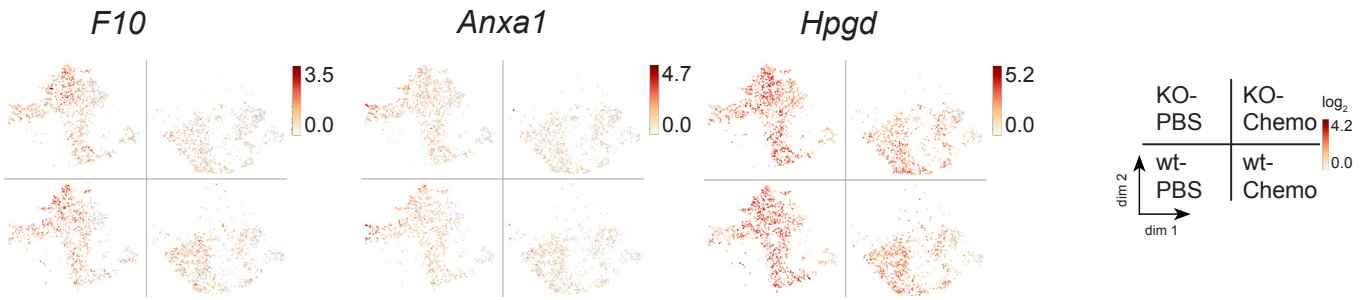 F10
3.5
0.0
Anxa1
4.7
0.0
Hpgd
5.2
0.0
KO-
PBS
KO-
Chemo
wt-
PBS
wt-
Chemo
log2
4.2
0.0
dim 2
dim 1